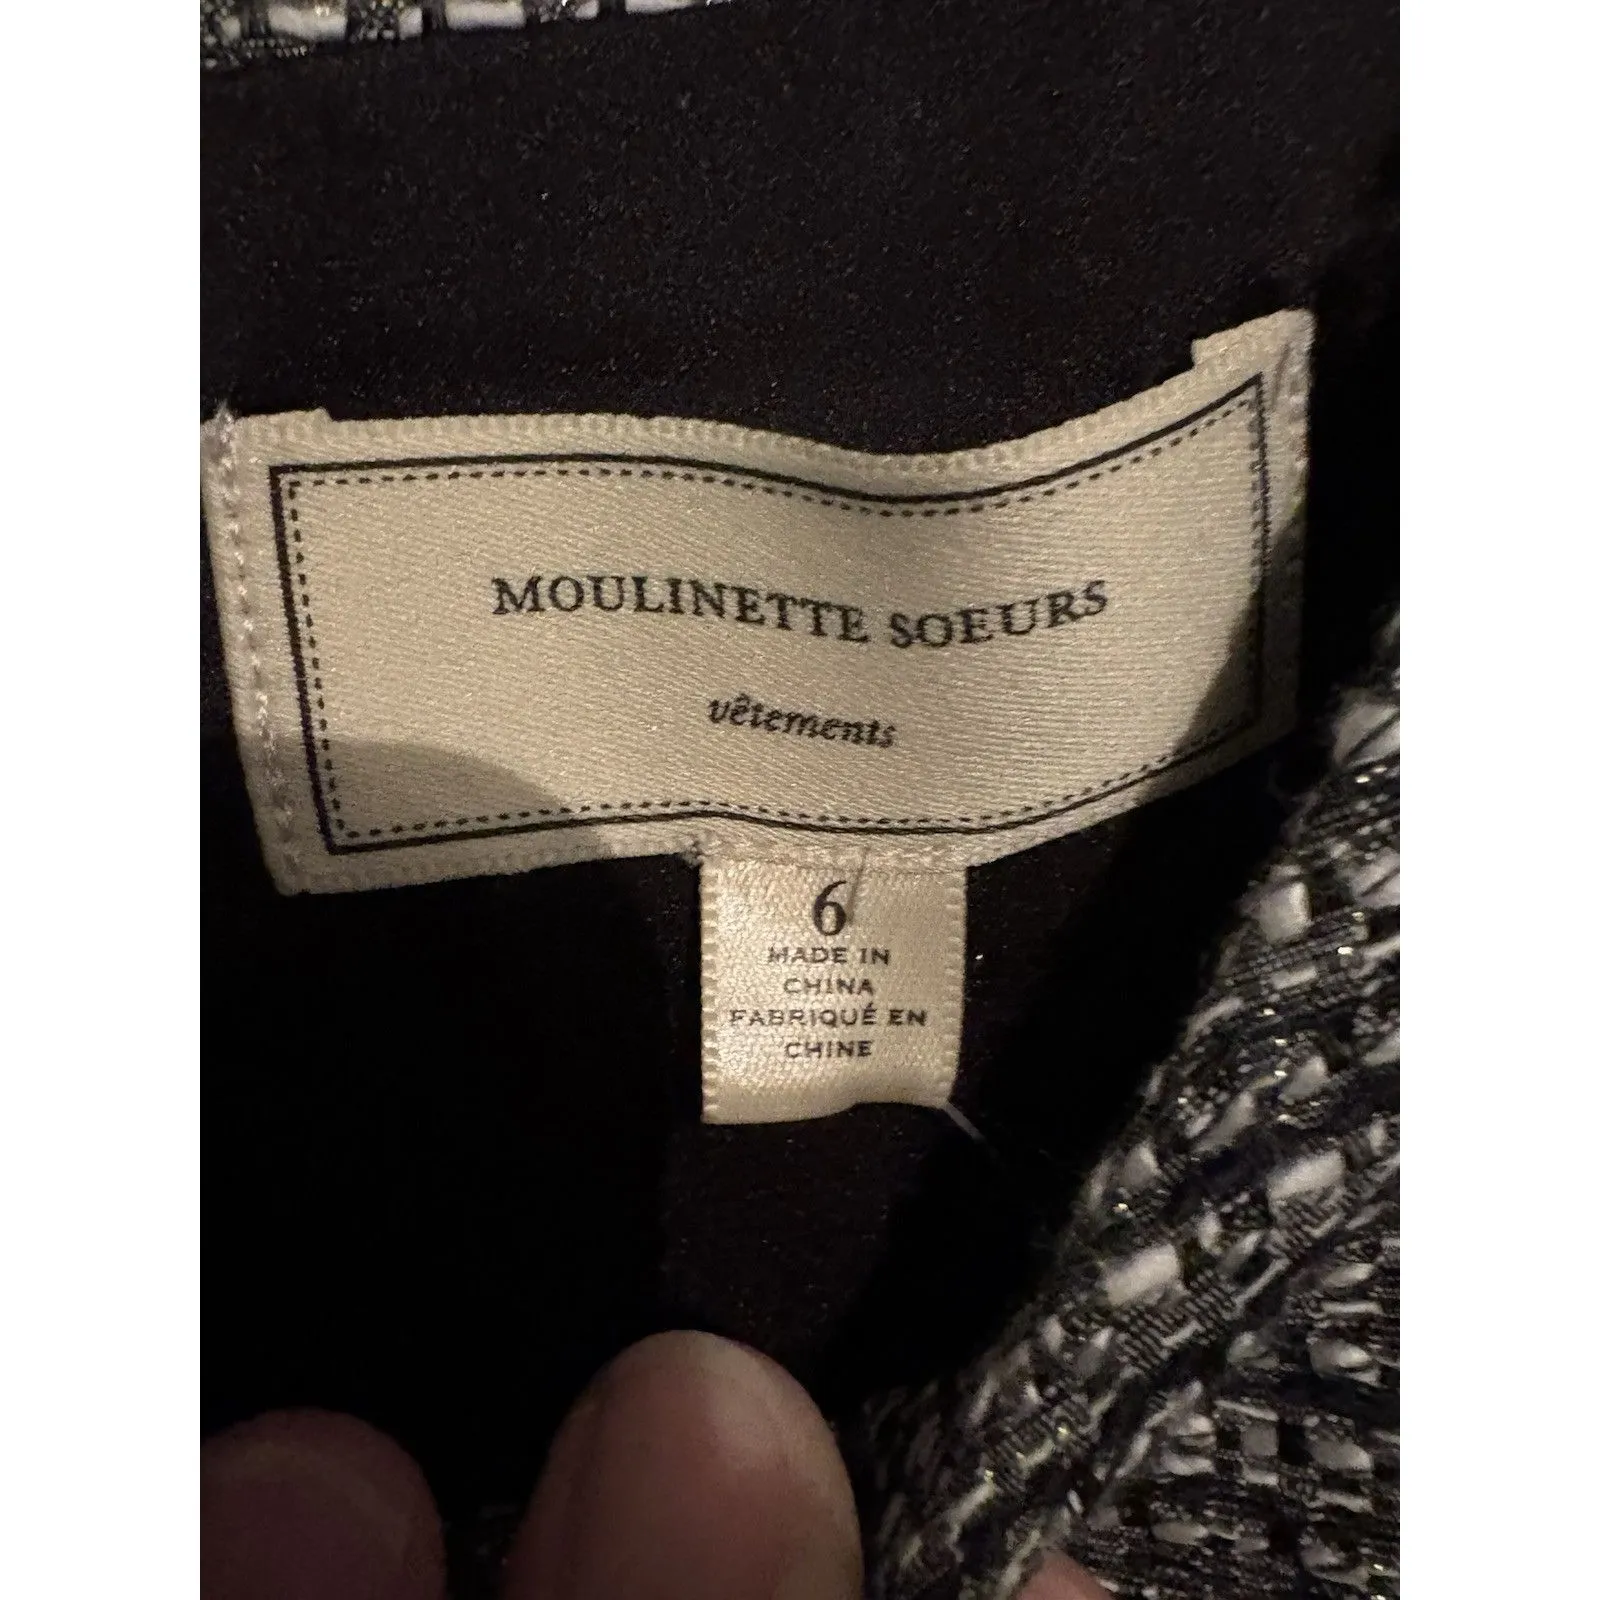 MOULINETTE SOEURS
vêtements
6
MADE IN
CHINA
FABRIQUÉ EN
CHINE